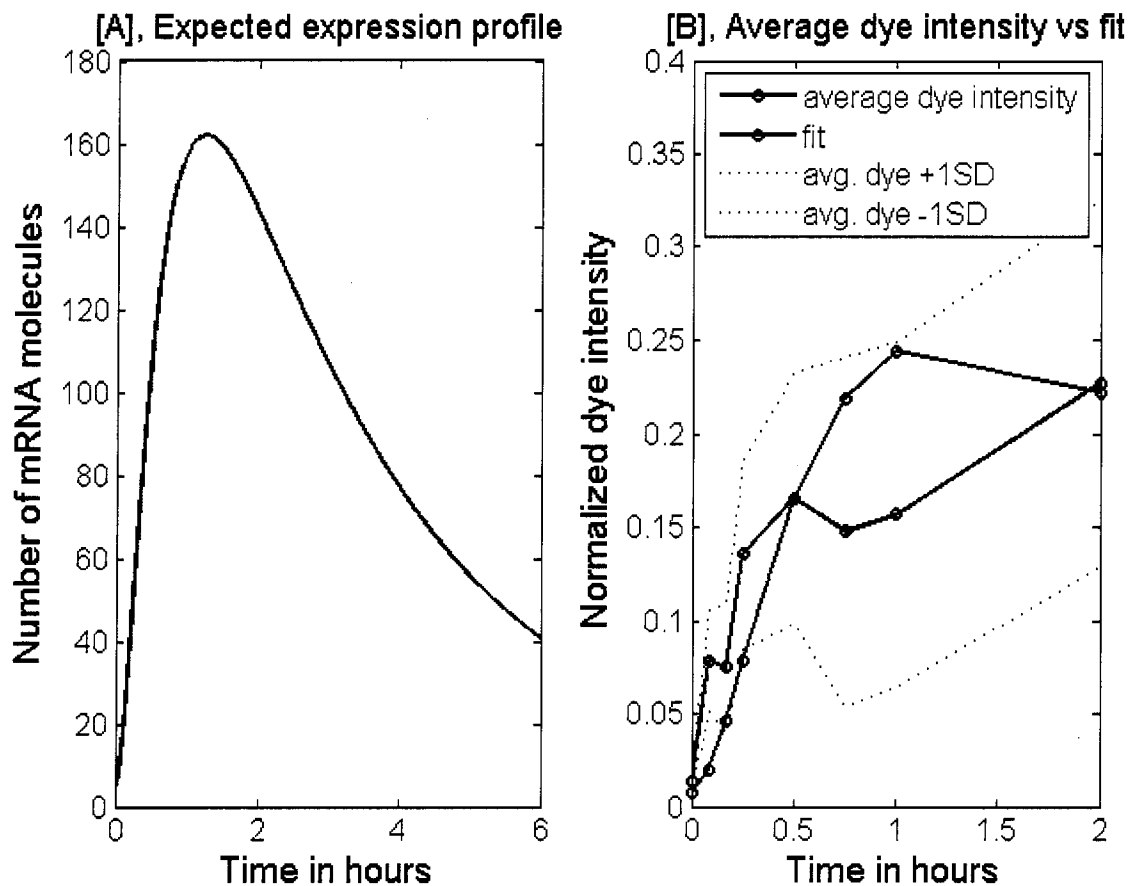 [A], Expected expression profile
180
160
140
120
100
80
60
40
20
0
0
2
4
6
Number of mRNA molecules
Time in hours
[B], Average dye intensity vs fit
average dye intensity
fit
avg. dye +1SD
avg. dye -1SD
0.4
0.35
0.3
0.25
0.2
0.15
0.1
0.05
0
0
0.5
1
1.5
2
Normalized dye intensity
Time in hours